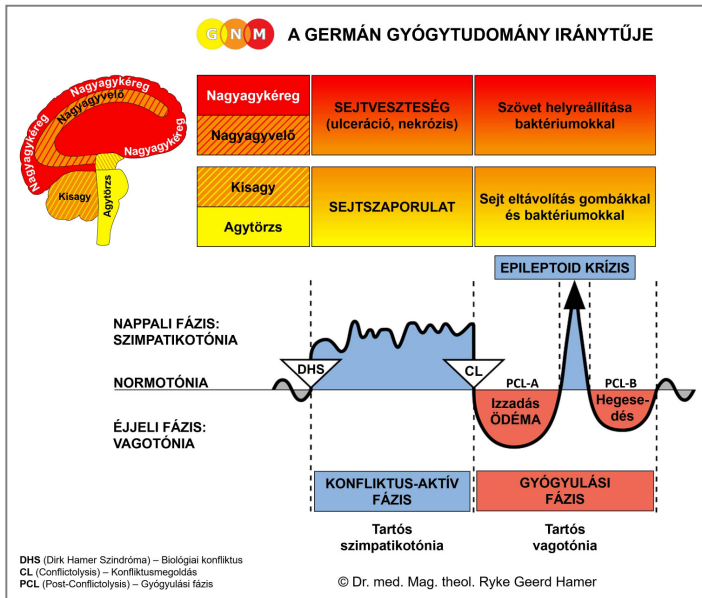 G N M A GERMÁN GYÓGYTUDOMÁNY IRÁNYTŰJE
Nagyagykéreg
Nagyagyvelő
Nagyagykéreg
Nagyagykéreg
Kisagy
Agytörzs
Nagyagykéreg
Nagyagyvelő
SEJTVESZTESÉG
(ulceráció, nekrózis)
Szövet helyreállítása
baktériumokkal
Kisagy
Agytörzs
SEJTSZAPORULAT
Sejt eltávolítás gombákkal
és baktériumokkal
EPILEPTOID KRÍZIS
NAPPALI FÁZIS:
SZIMPATIKOTÓNIA
DHS
CL
NORMOTÓNIA
PCL-A
PCL-B
Izzadás
ÖDÉMA
Hegese-
dés
ÉJJELI FÁZIS:
VAGOTÓNIA
KONFLIKTUS-AKTÍV
FÁZIS
GYÓGYULÁSI
FÁZIS
Tartós
szimpatikotónia
Tartós
vagotónia
DHS (Dirk Hamer Szindróma) – Biológiai konfliktus
CL (Conflictolysis) – Konfliktusmegoldás
PCL (Post-Conflictolysis) – Gyógyulási fázis
© Dr. med. Mag. theol. Ryke Geerd Hamer